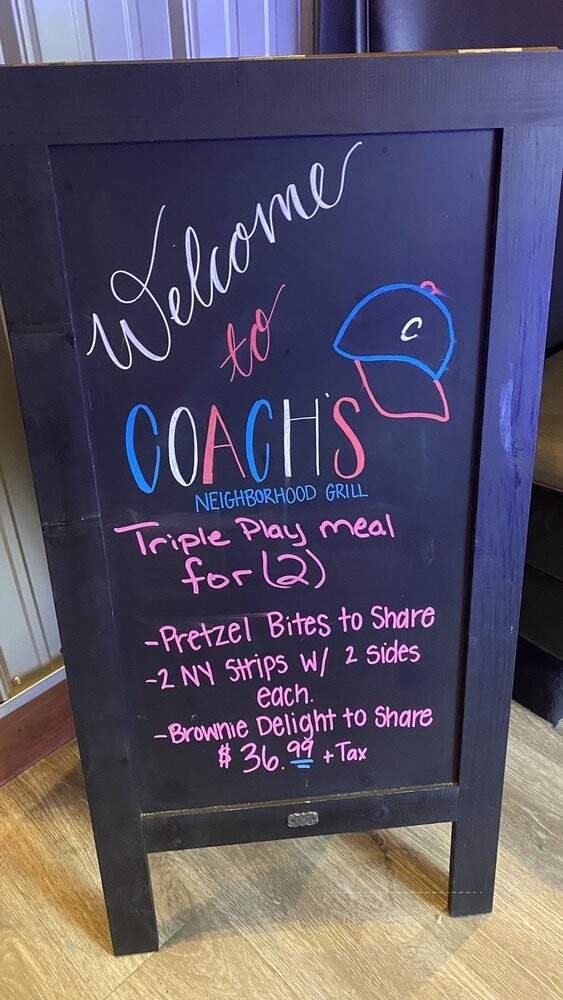 Welcome
to
C
COACH'S
NEIGHBORHOOD GRILL
Triple Play meal
for (2)
-Pretzel Bites to Share
-2 NY Strips w/ 2 sides
each.
-Brownie Delight to Share
$36.99 + Tax